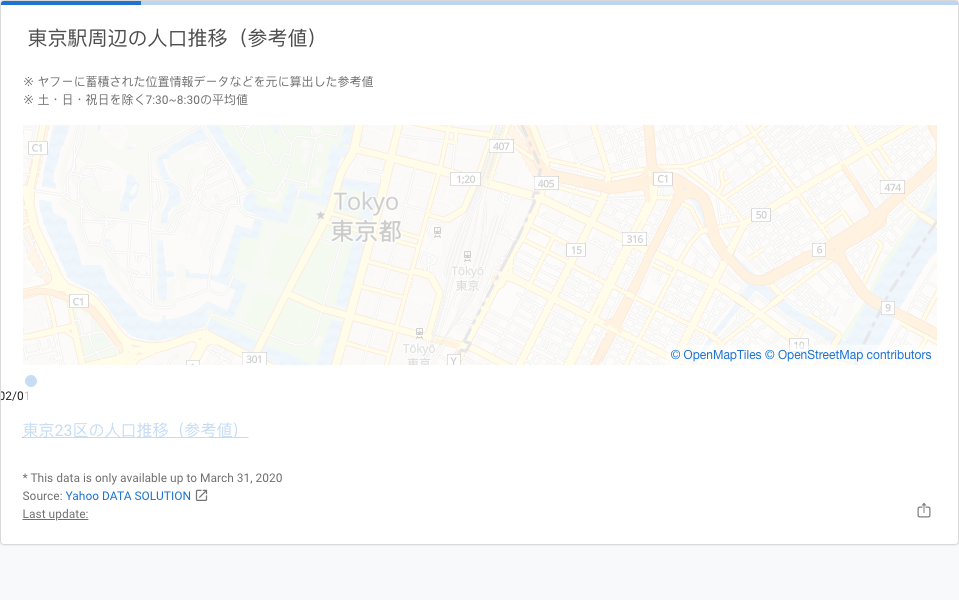 東京駅周辺の人口推移（参考値）
※ ヤフーに蓄積された位置情報データなどを元に算出した参考値
※ 土・日・祝日を除く7:30~8:30の平均値
C1
407
1;20
405
C1
474
Tokyo
東京都
50
316
15
6
Tōkyō
東京
C1
9
10
301
Tōkyō
東京
Y
© OpenMapTiles © OpenStreetMap contributors
02/01
東京23区の人口推移（参考値）
* This data is only available up to March 31, 2020
Source: Yahoo DATA SOLUTION
Last update: